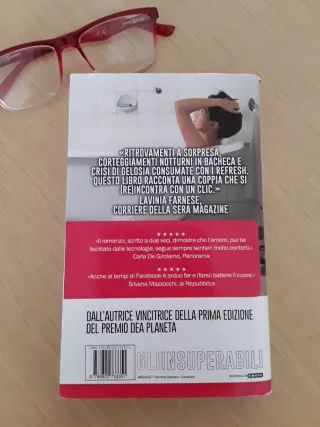 «RITROVAMENTI A SORPRESA,
CORTEGGIAMENTI NOTTURNI IN BACHECA E
CRISI DI GELOSIA CONSUMATE CON I REFRESH.
QUESTO LIBRO RACCONTA UNA COPPIA CHE SI
(RE)INCONTRA CON UN CLIC.»
LAVINIA FARNESE,
CORRIERE DELLA SERA MAGAZINE
★★★★★
«Il romanzo, scritto a due voci, dimostra che l'amore, pur se
facilitato dalle tecnologie, segue sempre sentieri molto contorti.»
Carla De Girolamo, Panorama
★★★★★
«Anche ai tempi di Facebook è arduo far e (farsi) battere il cuore.»
Silvana Mazzocchi, la Repubblica
DALL'AUTRICE VINCITRICE DELLA PRIMA EDIZIONE
DEL PREMIO DEA PLANETA
GLIINSUPERABILI